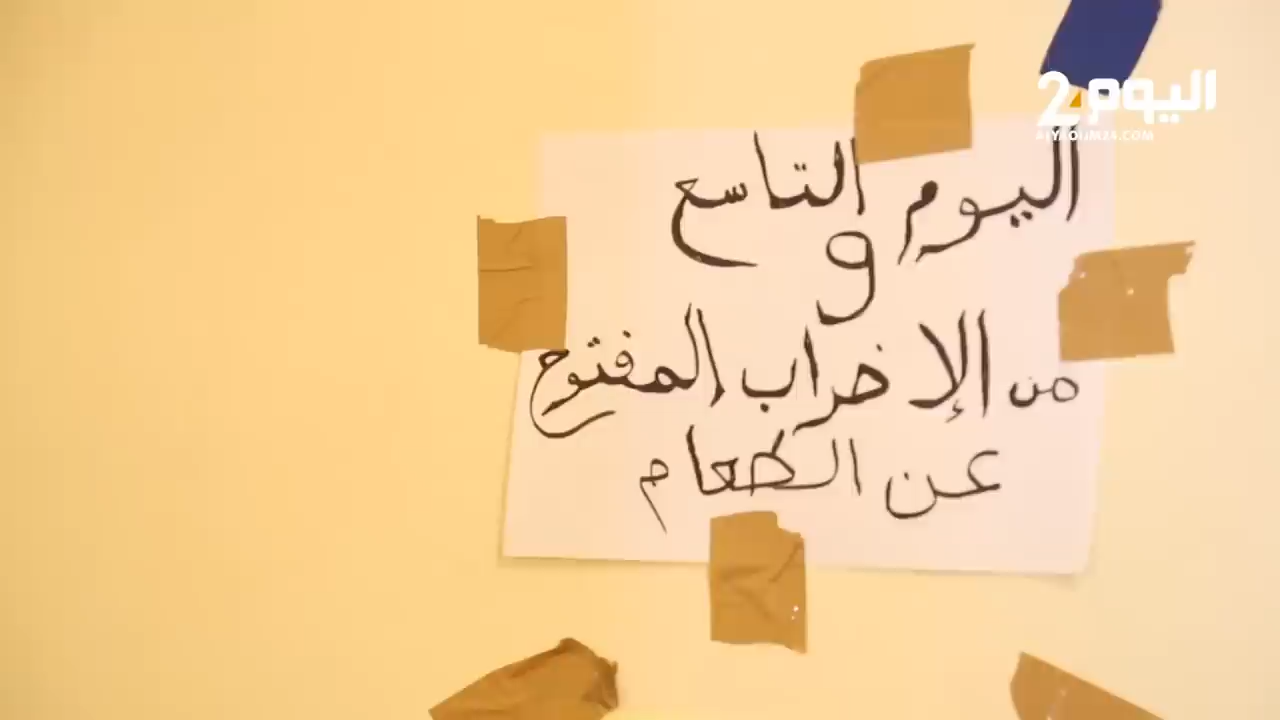 اليوم 24
ALYAOUM24.COM
اليوم التاسع
و
من الإضراب المفتوح
عن الطعام